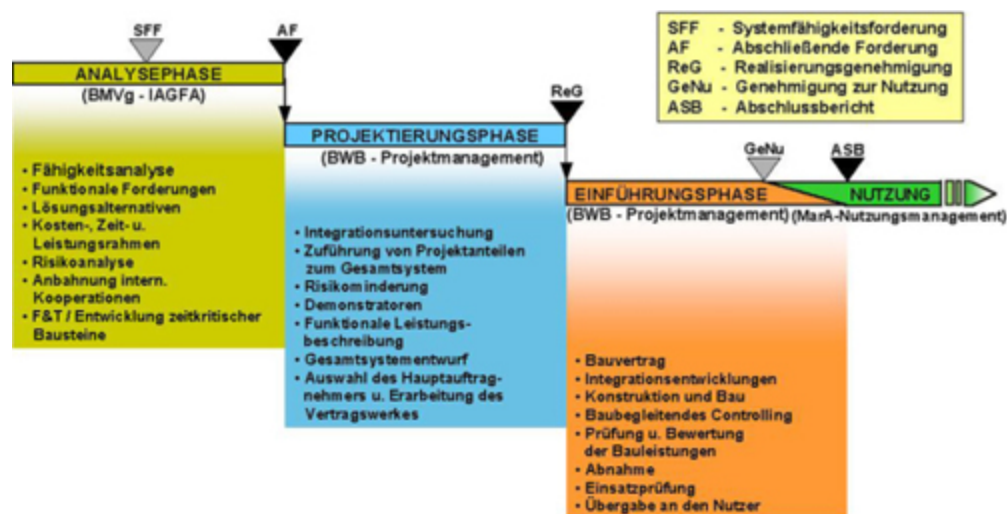 SFF
AF
ANALYSEPHASE
(BMVg - IAGFA)
• Fähigkeitsanalyse
• Funktionale Forderungen
• Lösungsalternativen
• Kosten-, Zeit- u.
Leistungsrahmen
• Risikoanalyse
• Anbahnung intern.
Kooperationen
• F&T / Entwicklung zeitkritischer
Bausteine
ReG
PROJEKTIERUNGSPHASE
(BWB - Projektmanagement)
• Integrationsuntersuchung
• Zuführung von Projektanteilen
zum Gesamtsystem
• Risikominderung
• Demonstratoren
• Funktionale Leistungs-
beschreibung
• Gesamtsystementwurf
• Auswahl des Hauptauftrag-
nehmers u. Erarbeitung des
Vertragswerkes
SFF - Systemfähigkeitsforderung
AF - Abschließende Forderung
ReG - Realisierungsgenehmigung
GeNu - Genehmigung zur Nutzung
ASB - Abschlussbericht
GeNu
ASB
EINFÜHRUNGSPHASE
NUTZUNG
(BWB - Projektmanagement)
(MarA-Nutzungsmanagement)
• Bauvertrag
• Integrationsentwicklungen
• Konstruktion und Bau
• Baubegleitendes Controlling
• Prüfung u. Bewertung
der Bauleistungen
• Abnahme
• Einsatzprüfung
• Übergabe an den Nutzer